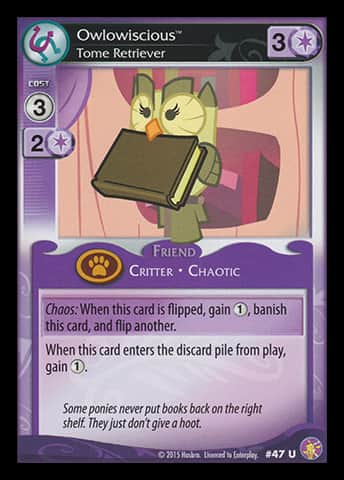 Owlowiscious™
Tome Retriever
3
COST
3
2
FRIEND
CRITTER • CHAOTIC
Chaos: When this card is flipped, gain 1, banish
this card, and flip another.
When this card enters the discard pile from play,
gain 1.
Some ponies never put books back on the right
shelf. They just don't give a hoot.
© 2015 Hasbro. Licensed to Enterplay. #47 U